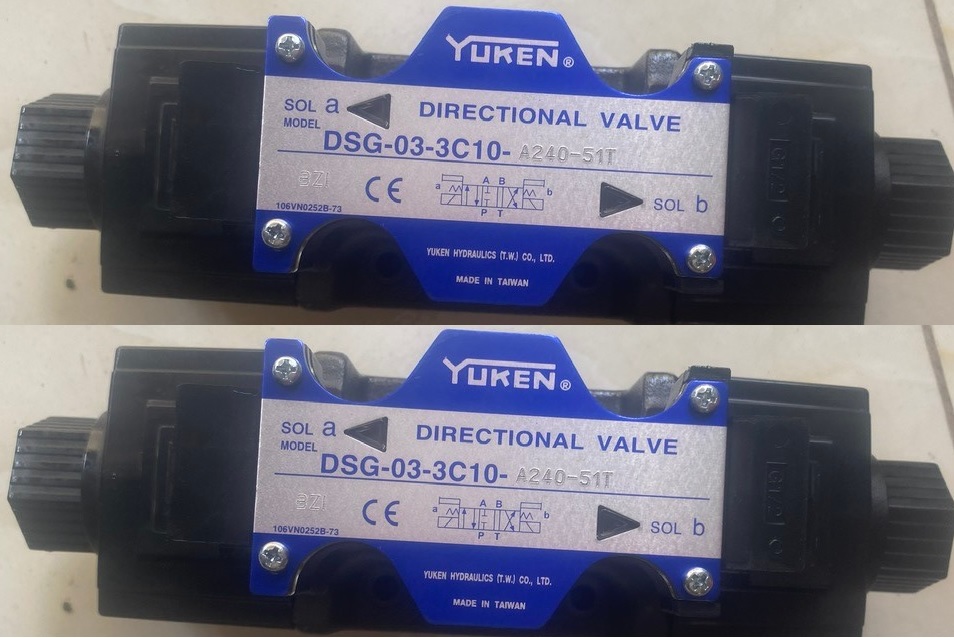 YUKEN®
SOL a DIRECTIONAL VALVE
MODEL DSG-03-3C10- A240-51T
CE
A B
a b
P T
SOL b
106VN0252B-73
YUKEN HYDRAULICS (T.W.) CO., LTD.
MADE IN TAIWAN
YUKEN®
SOL a DIRECTIONAL VALVE
MODEL DSG-03-3C10- A240-51T
CE
A B
a b
P T
SOL b
106VN0252B-73
YUKEN HYDRAULICS (T.W.) CO., LTD.
MADE IN TAIWAN